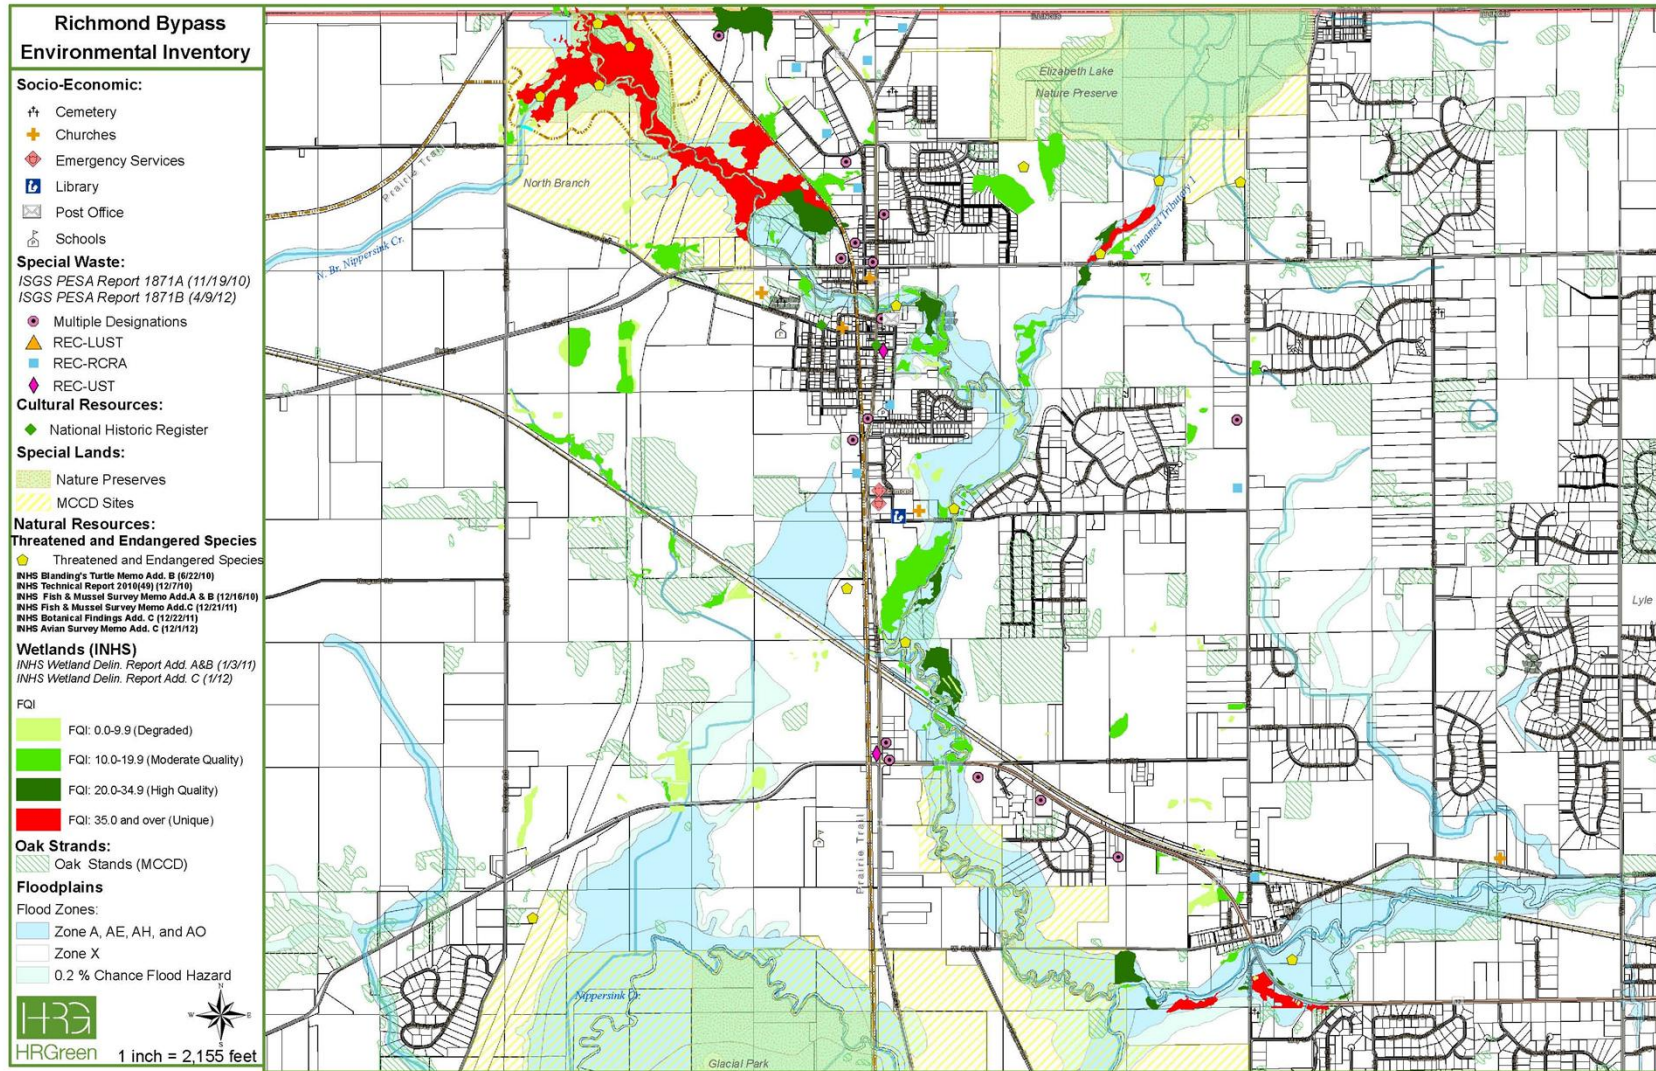 Richmond Bypass
Environmental Inventory
Socio-Economic:
Cemetery
Churches
Emergency Services
Library
Post Office
Schools
Special Waste:
ISGS PESA Report 1871A (11/19/10)
ISGS PESA Report 1871B (4/9/12)
Multiple Designations
REC-LUST
REC-RCRA
REC-UST
Cultural Resources:
National Historic Register
Special Lands:
Nature Preserves
MCCD Sites
Natural Resources:
Threatened and Endangered Species
Threatened and Endangered Species
INHS Blanding's Turtle Memo Add. B (6/22/10)
INHS Technical Report 2010(49) (12/7/10)
INHS Fish & Mussel Survey Memo Add.A & B (12/16/10)
INHS Fish & Mussel Survey Memo Add.C (12/21/11)
INHS Botanical Findings Add. C (12/22/11)
INHS Avian Survey Memo Add. C (12/1/12)
Wetlands (INHS)
INHS Wetland Delin. Report Add. A&B (1/3/11)
INHS Wetland Delin. Report Add. C (1/12)
FQI
FQI: 0.0-9.9 (Degraded)
FQI: 10.0-19.9 (Moderate Quality)
FQI: 20.0-34.9 (High Quality)
FQI: 35.0 and over (Unique)
Oak Strands:
Oak Stands (MCCD)
Floodplains
Flood Zones:
Zone A, AE, AH, and AO
Zone X
0.2 % Chance Flood Hazard
HRG
HRGreen
N
W
E
S
1 inch = 2,155 feet
Elizabeth Lake
Nature Preserve
Prairie Trail
North Branch
N. Br. Nippersink Cr.
Unnamed Tributary 1
Lyle
Prairie Trail
Nippersink Cr.
Glacial Park